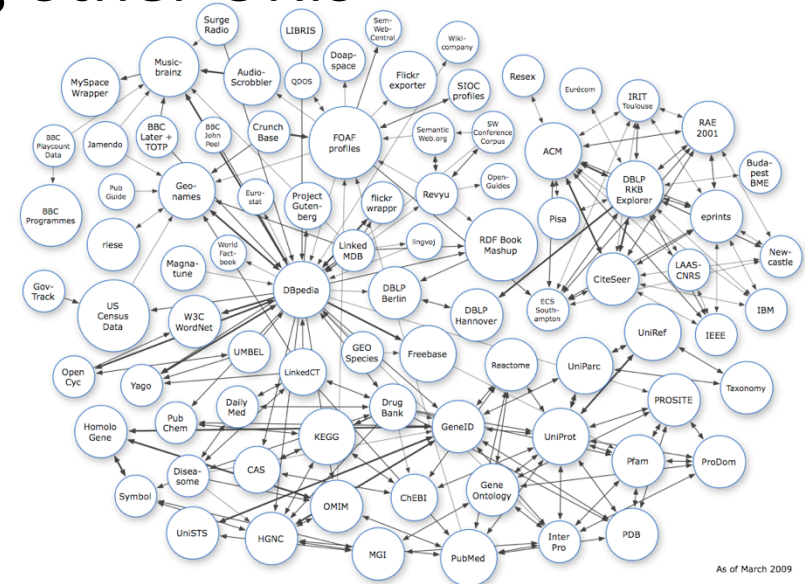 Surge
Radio
LIBRIS
Sem-
Web-
Central
Wiki-
company
Music-
brainz
Audio-
Scrobbler
QDOS
Doap-
space
Flickr
exporter
MySpace
Wrapper
SIOC
profiles
Resex
Eurécom
IRIT
Toulouse
BBC
Playcount
Data
Jamendo
BBC
Later +
TOTP
BBC
John
Peel
Crunch
Base
FOAF
profiles
Semantic
Web.org
SW
Conference
Corpus
ACM
RAE
2001
DBLP
RKB
Explorer
Buda-
pest
BME
Pub
Guide
Geo-
names
Euro-
stat
Project
Guten-
berg
flickr
wrappr
Revyu
Open-
Guides
BBC
Programmes
Pisa
eprints
riese
World
Fact-
book
Linked
MDB
lingvoj
RDF Book
Mashup
New-
castle
Magna-
tune
CiteSeer
LAAS-
CNRS
Gov-
Track
US
Census
Data
W3C
WordNet
DBpedia
DBLP
Berlin
DBLP
Hannover
ECS
South-
ampton
IBM
IEEE
UniRef
UMBEL
GEO
Species
Freebase
Reactome
UniParc
Open
Cyc
Yago
LinkedCT
Taxonomy
Homolo
Gene
Pub
Chem
Daily
Med
Drug
Bank
PROSITE
KEGG
GeneID
UniProt
Symbol
Disea-
some
CAS
Pfam
ProDom
ChEBI
Gene
Ontology
OMIM
UniSTS
HGNC
MGI
PubMed
Inter
Pro
PDB
As of March 2009